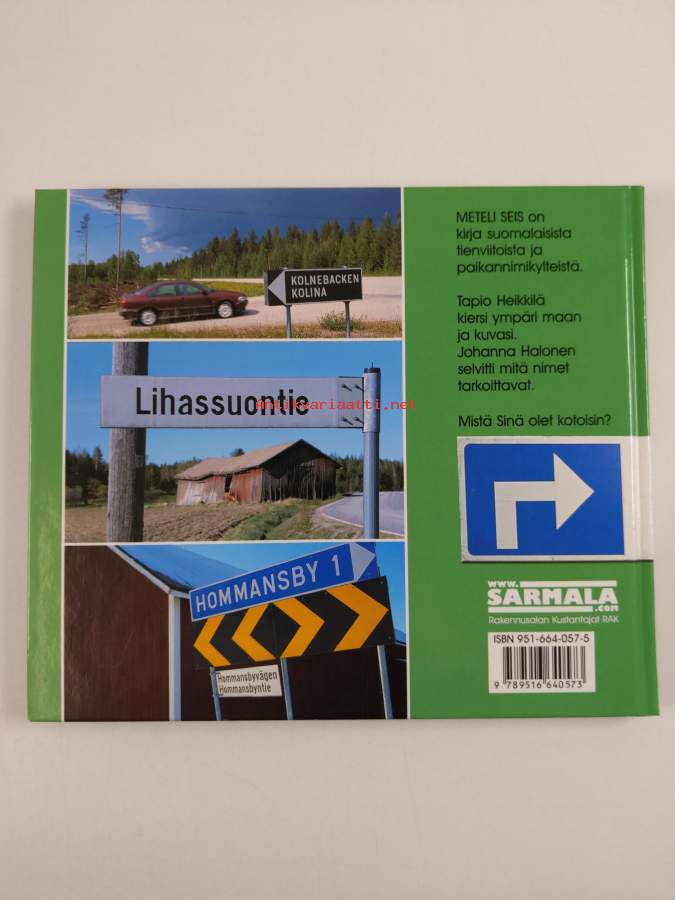 METELI SEIS on
kirja suomalaisista
tienviitoista ja
paikannimikylteistä.
Tapio Heikkilä
kiersi ympäri maan
ja kuvasi.
Johanna Halonen
selvitti mitä nimet
tarkoittavat.
Mistä Sinä olet kotoisin?
KOLNEBACKEN
KOLINA
Lihassuontie
antikvariaatti.net
HOMMANSBY 1
Hommansbyvägen
Hommansbyntie
www.
SARMALA
.com
Rakennusalan Kustantajat RAK
ISBN 951-664-057-5
9 789516 640573